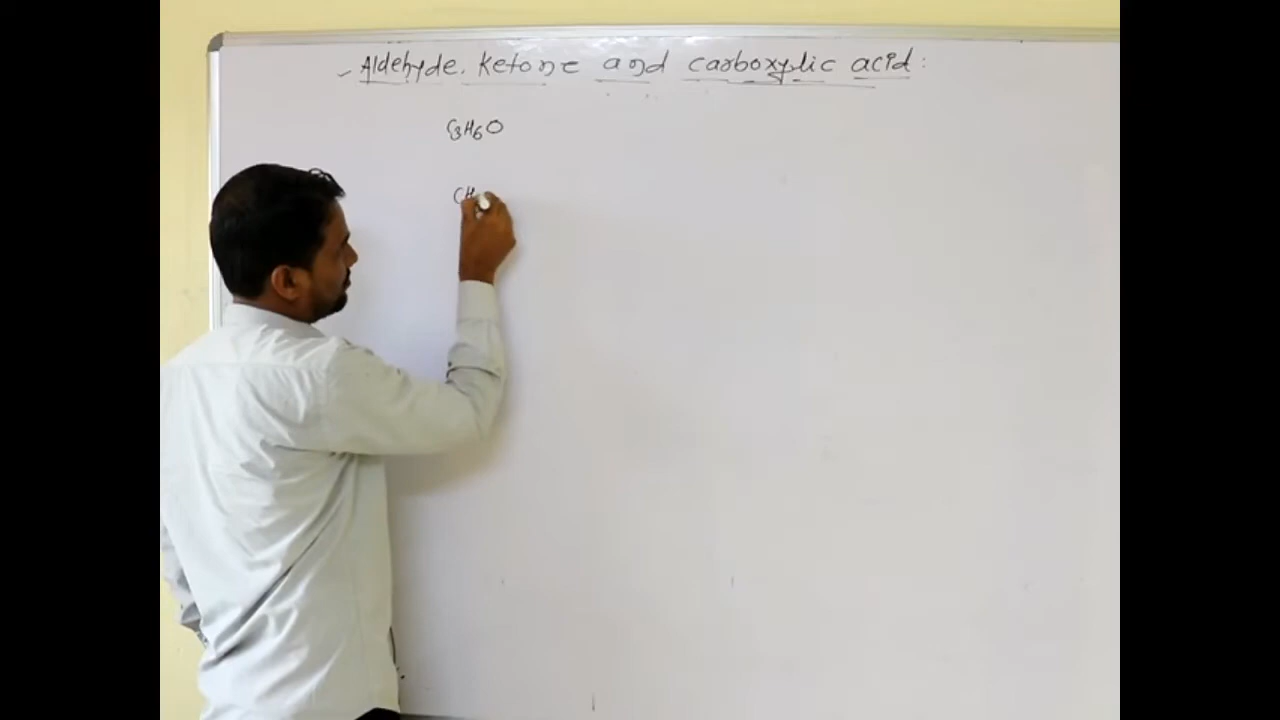 - Aldehyde, ketone and carboxylic acid :
C₃H₆O
CH